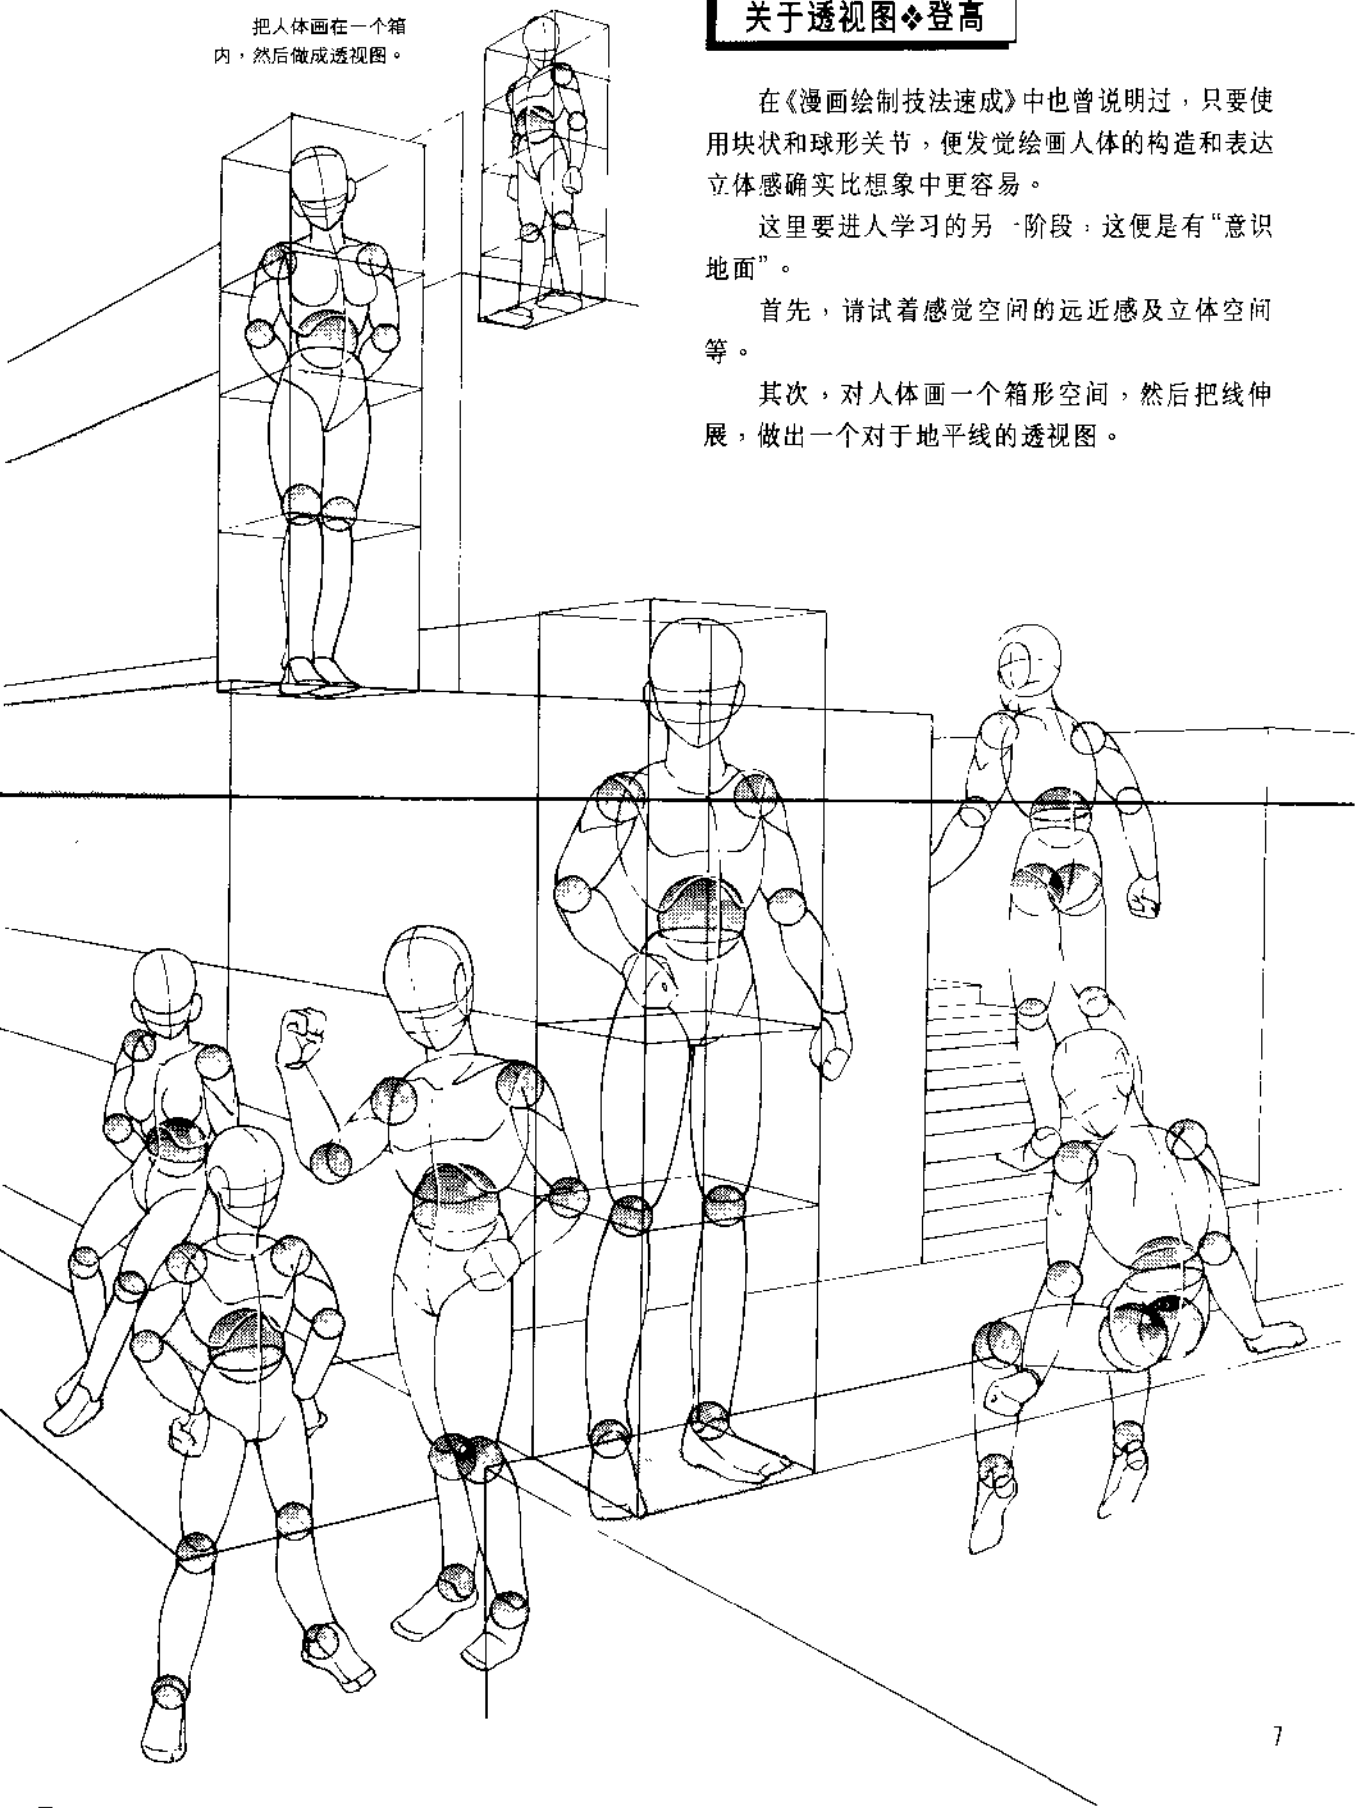 把人体画在一个箱
内，然后做成透视图。
关于透视图❖登高
在《漫画绘制技法速成》中也曾说明过，只要使
用块状和球形关节，便发觉绘画人体的构造和表达
立体感确实比想象中更容易。
这里要进人学习的另一阶段，这便是有“意识
地面”。
首先，请试着感觉空间的远近感及立体空间
等。
其次，对人体画一个箱形空间，然后把线伸
展，做出一个对于地平线的透视图。
7